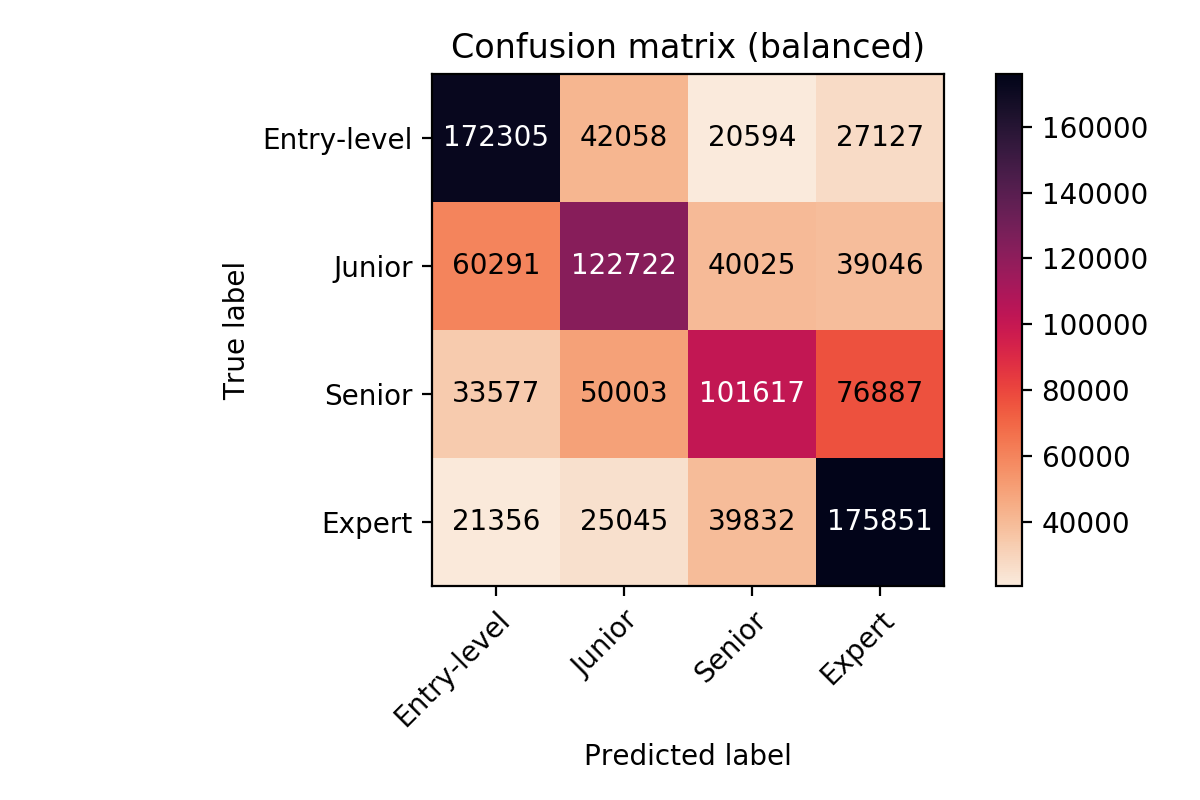 Confusion matrix (balanced)
True label
Entry-level 172305 42058 20594 27127
Junior 60291 122722 40025 39046
Senior 33577 50003 101617 76887
Expert 21356 25045 39832 175851
Entry-level Junior Senior Expert
Predicted label
160000
140000
120000
100000
80000
60000
40000